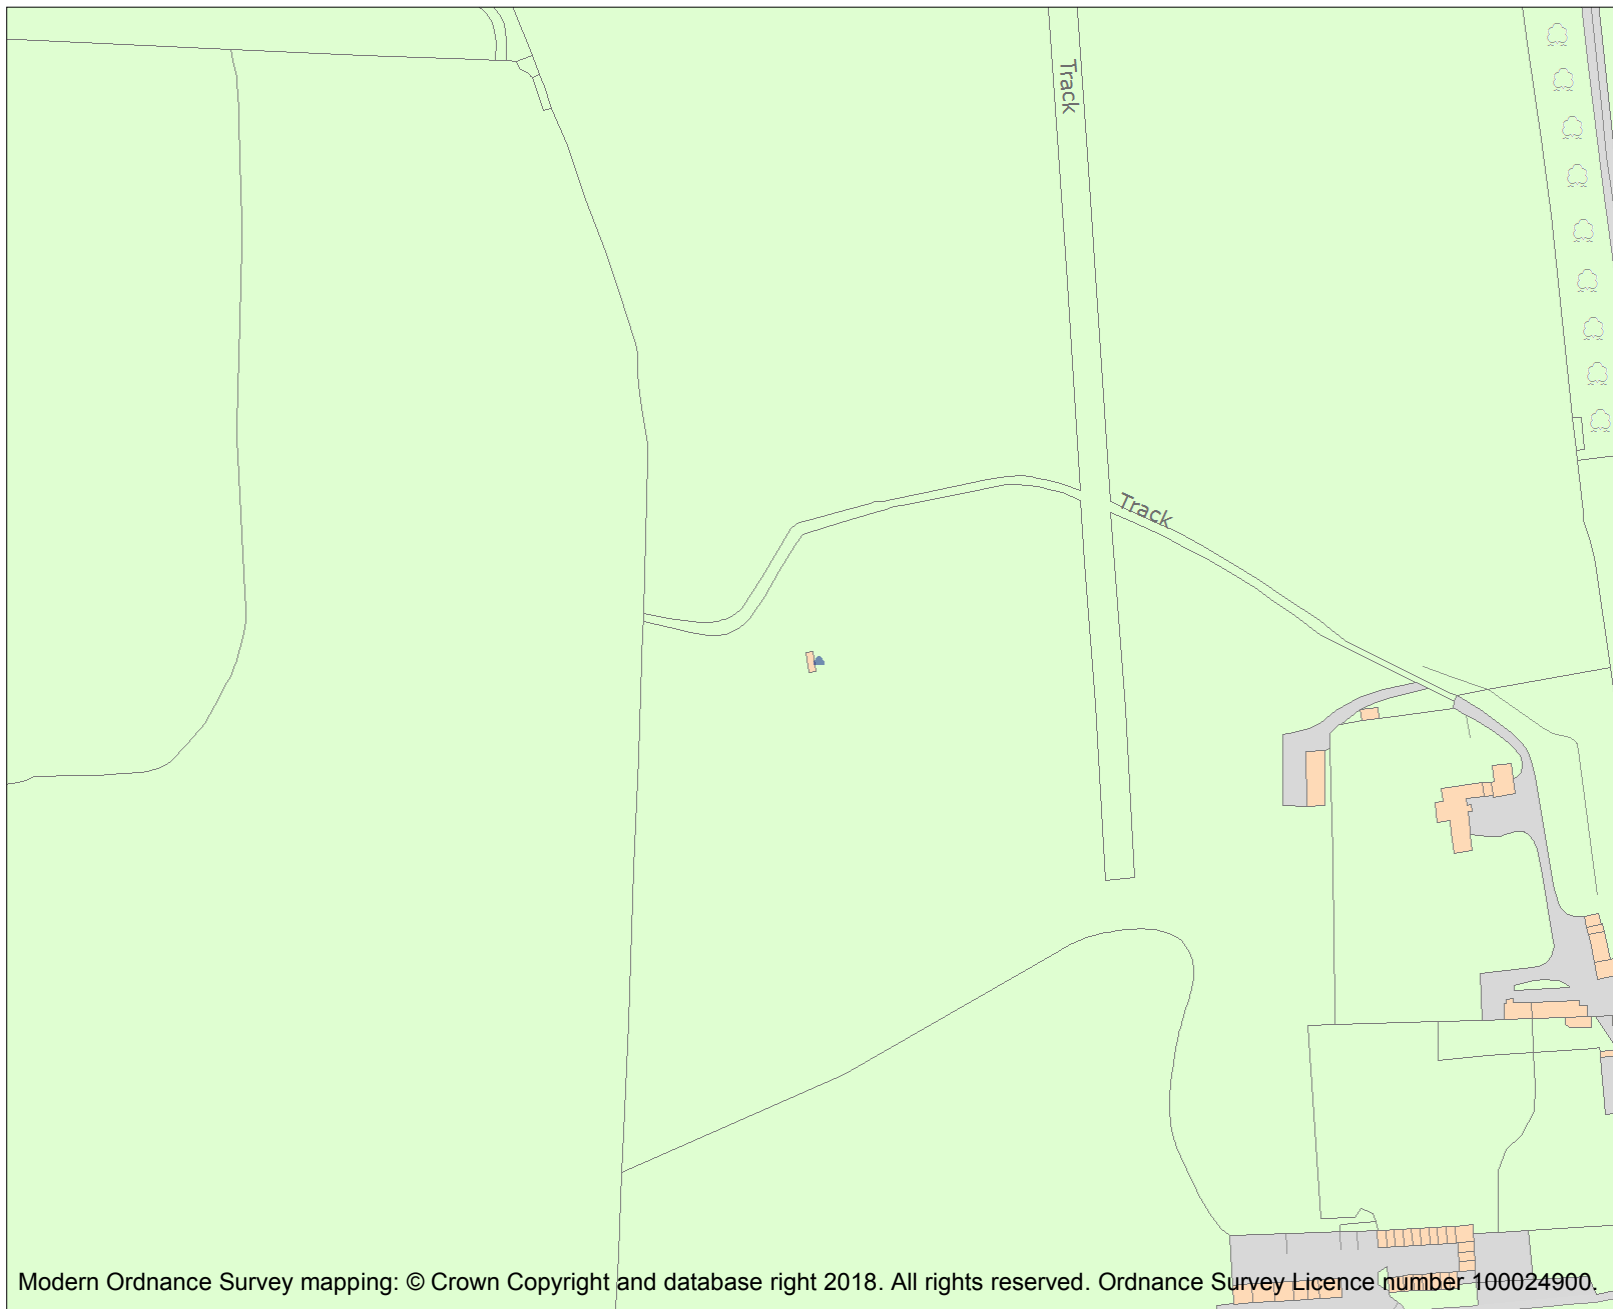 Track
Track
Modern Ordnance Survey mapping: © Crown Copyright and database right 2018. All rights reserved. Ordnance Survey Licence number 100024900.